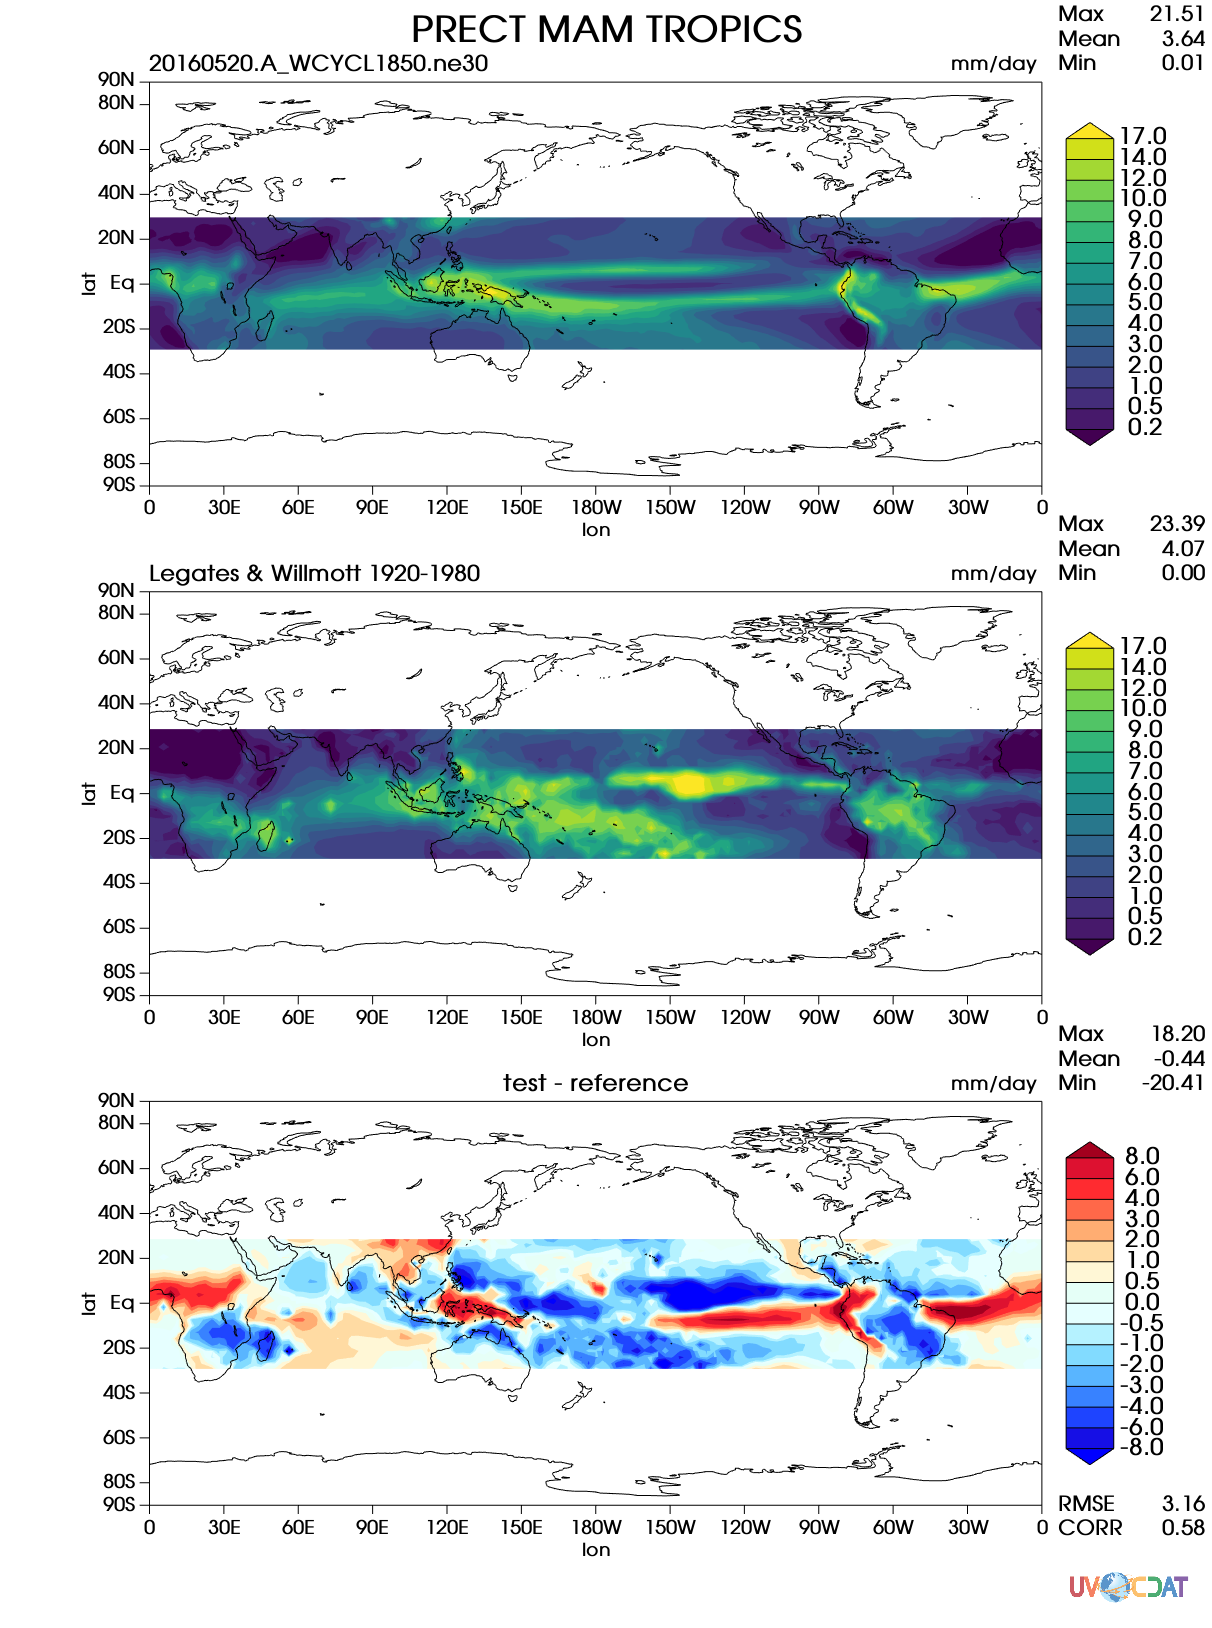 PRECT MAM TROPICS
Max 21.51
Mean 3.64
Min 0.01
20160520.A_WCYCL1850.ne30 mm/day
90N
80N
60N
40N
20N
Eq
20S
40S
60S
80S
90S
lat
0 30E 60E 90E 120E 150E 180W 150W 120W 90W 60W 30W 0
lon
17.0
14.0
12.0
10.0
9.0
8.0
7.0
6.0
5.0
4.0
3.0
2.0
1.0
0.5
0.2
Max 23.39
Mean 4.07
Min 0.00
Legates & Willmott 1920-1980 mm/day
90N
80N
60N
40N
20N
Eq
20S
40S
60S
80S
90S
lat
0 30E 60E 90E 120E 150E 180W 150W 120W 90W 60W 30W 0
lon
17.0
14.0
12.0
10.0
9.0
8.0
7.0
6.0
5.0
4.0
3.0
2.0
1.0
0.5
0.2
Max 18.20
Mean -0.44
Min -20.41
test - reference mm/day
90N
80N
60N
40N
20N
Eq
20S
40S
60S
80S
90S
lat
0 30E 60E 90E 120E 150E 180W 150W 120W 90W 60W 30W 0
lon
8.0
6.0
4.0
3.0
2.0
1.0
0.5
0.0
-0.5
-1.0
-2.0
-3.0
-4.0
-6.0
-8.0
RMSE 3.16
CORR 0.58
UV CDAT